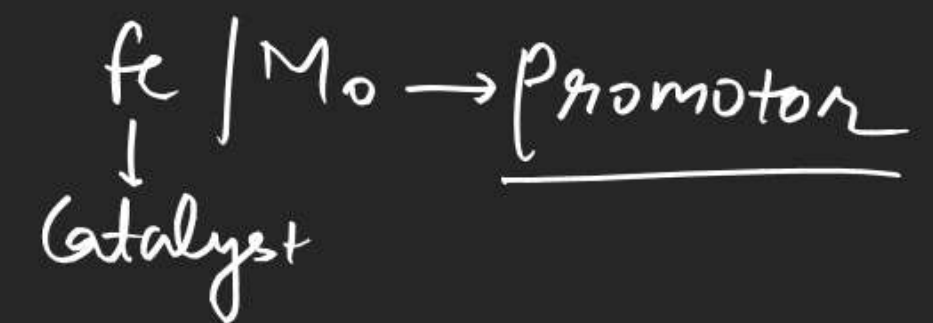 Fe / Mo → Promotor
↓
Catalyst